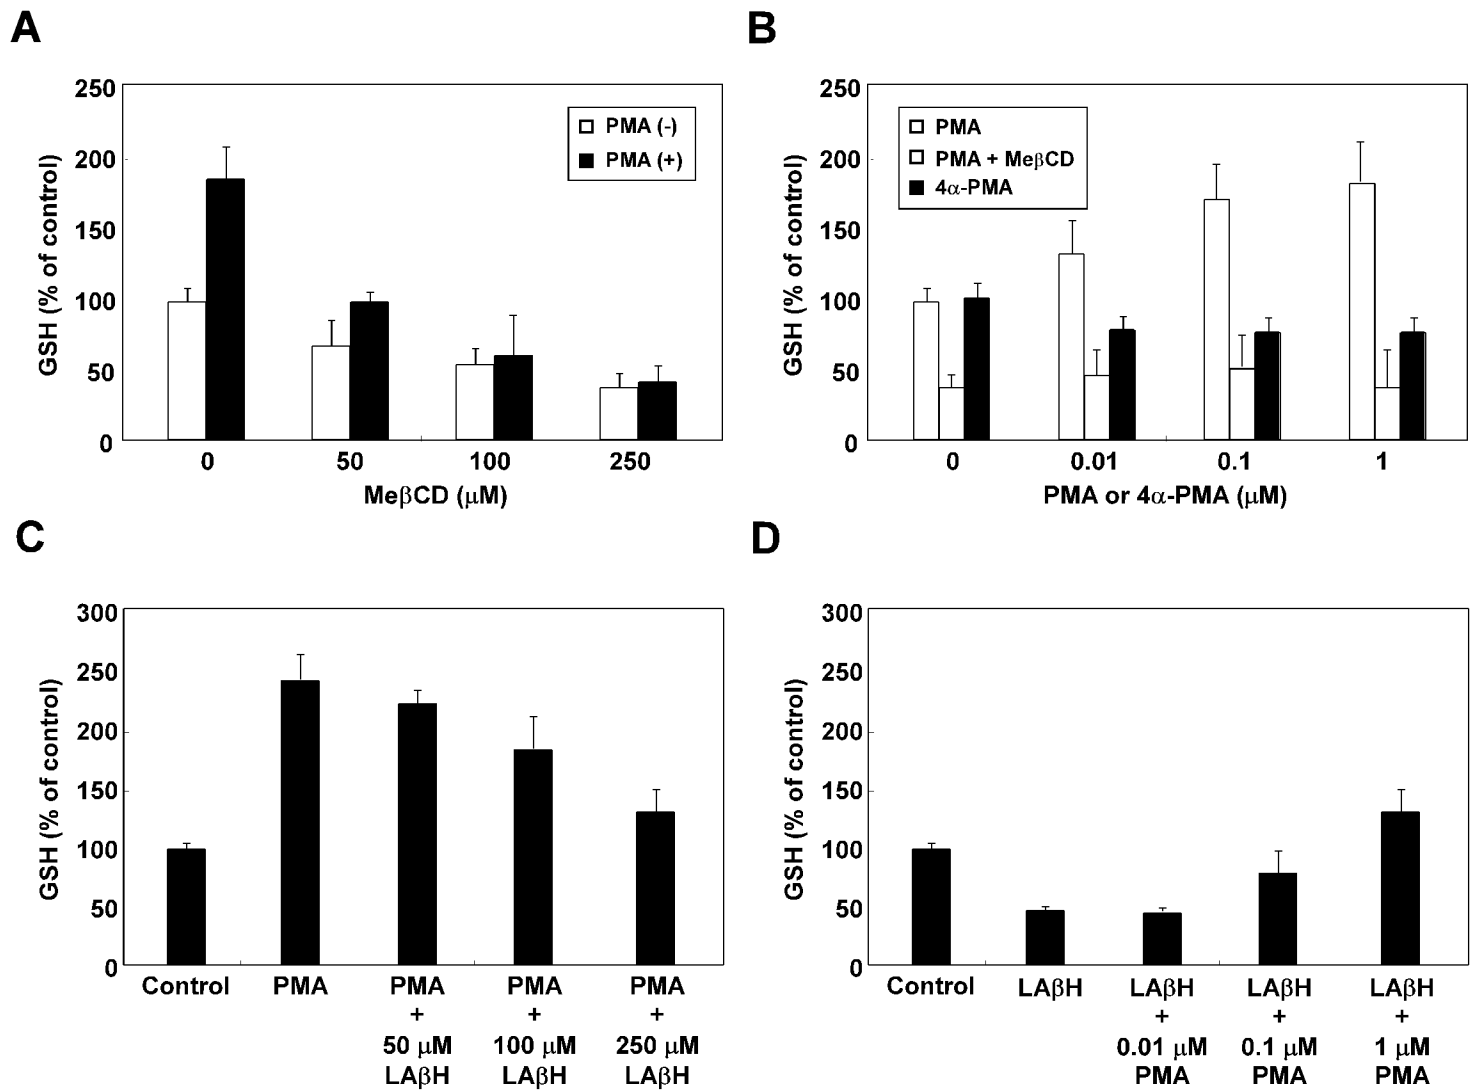 A
250
200
150
100
50
0
GSH (% of control)
PMA (-)
PMA (+)
0 50 100 250
MeβCD (μM)
B
250
200
150
100
50
0
GSH (% of control)
PMA
PMA + MeβCD
4α-PMA
0 0.01 0.1 1
PMA or 4α-PMA (μM)
C
300
250
200
150
100
50
0
GSH (% of control)
Control PMA PMA PMA PMA
+ + +
50 μM 100 μM 250 μM
LAβH LAβH LAβH
D
300
250
200
150
100
50
0
GSH (% of control)
Control LAβH LAβH LAβH LAβH
+ + +
0.01 μM 0.1 μM 1 μM
PMA PMA PMA